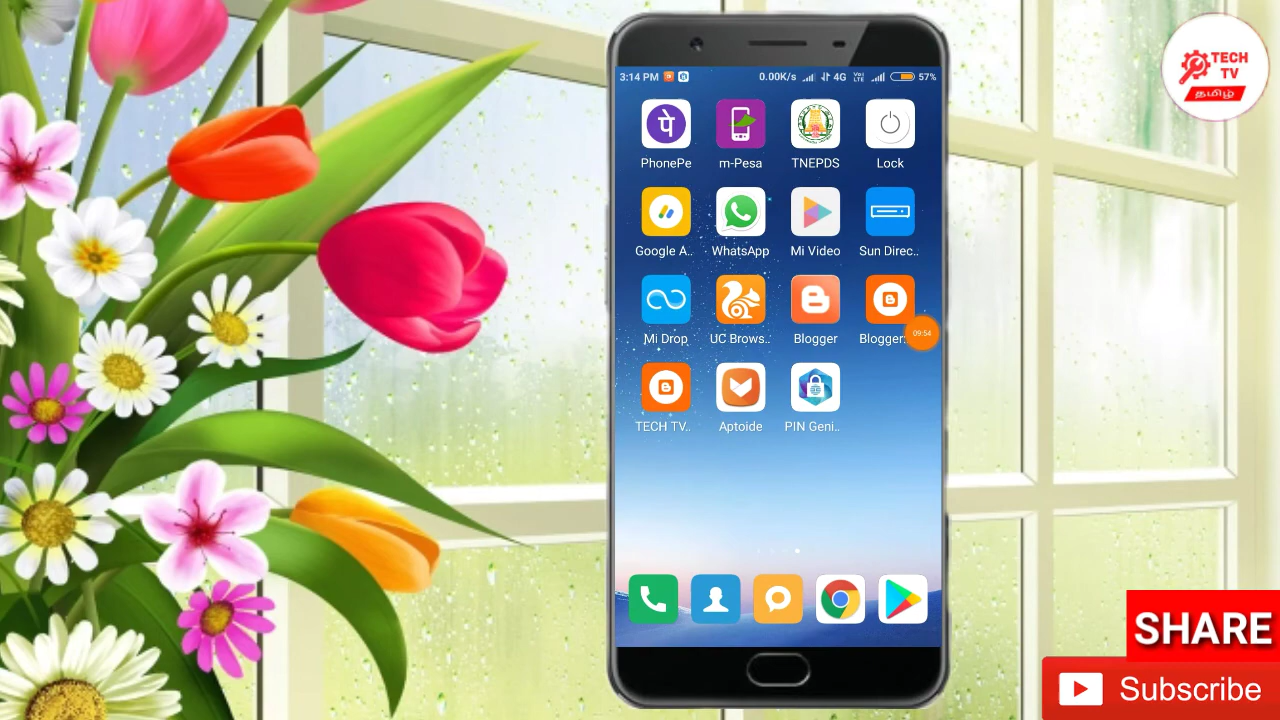 3:14 PM 0.00K/s 4G VoLTE 57%
PhonePe m-Pesa TNEPDS Lock
Google A.. WhatsApp Mi Video Sun Direc..
Mi Drop UC Brows.. Blogger Blogger:
09:54
TECH TV.. Aptoide PIN Geni..
पे
TECH
TV
தமிழ்
SHARE
Subscribe